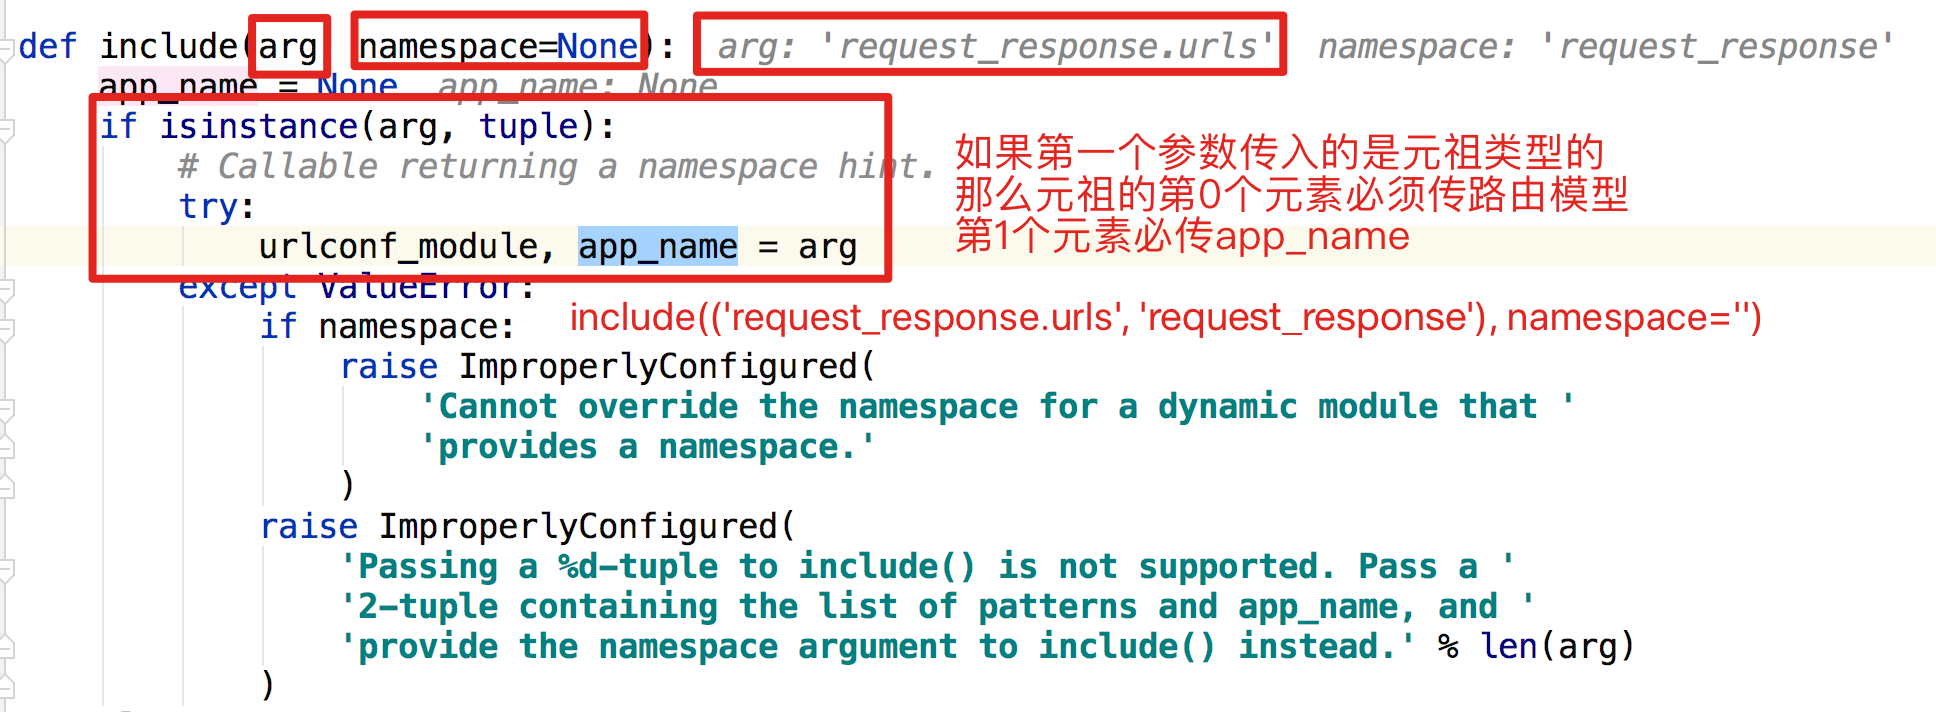 def include(arg, namespace=None):  arg: 'request_response.urls'  namespace: 'request_response'
app_name = None  app_name: None
if isinstance(arg, tuple):
# Callable returning a namespace hint.
如果第一个参数传入的是元祖类型的
那么元祖的第0个元素必须传路由模型
第1个元素必传app_name
try:
urlconf_module, app_name = arg
except ValueError:
if namespace:
include(('request_response.urls', 'request_response'), namespace='')
raise ImproperlyConfigured(
'Cannot override the namespace for a dynamic module that '
'provides a namespace.'
)
raise ImproperlyConfigured(
'Passing a %d-tuple to include() is not supported. Pass a '
'2-tuple containing the list of patterns and app_name, and '
'provide the namespace argument to include() instead.' % len(arg)
)